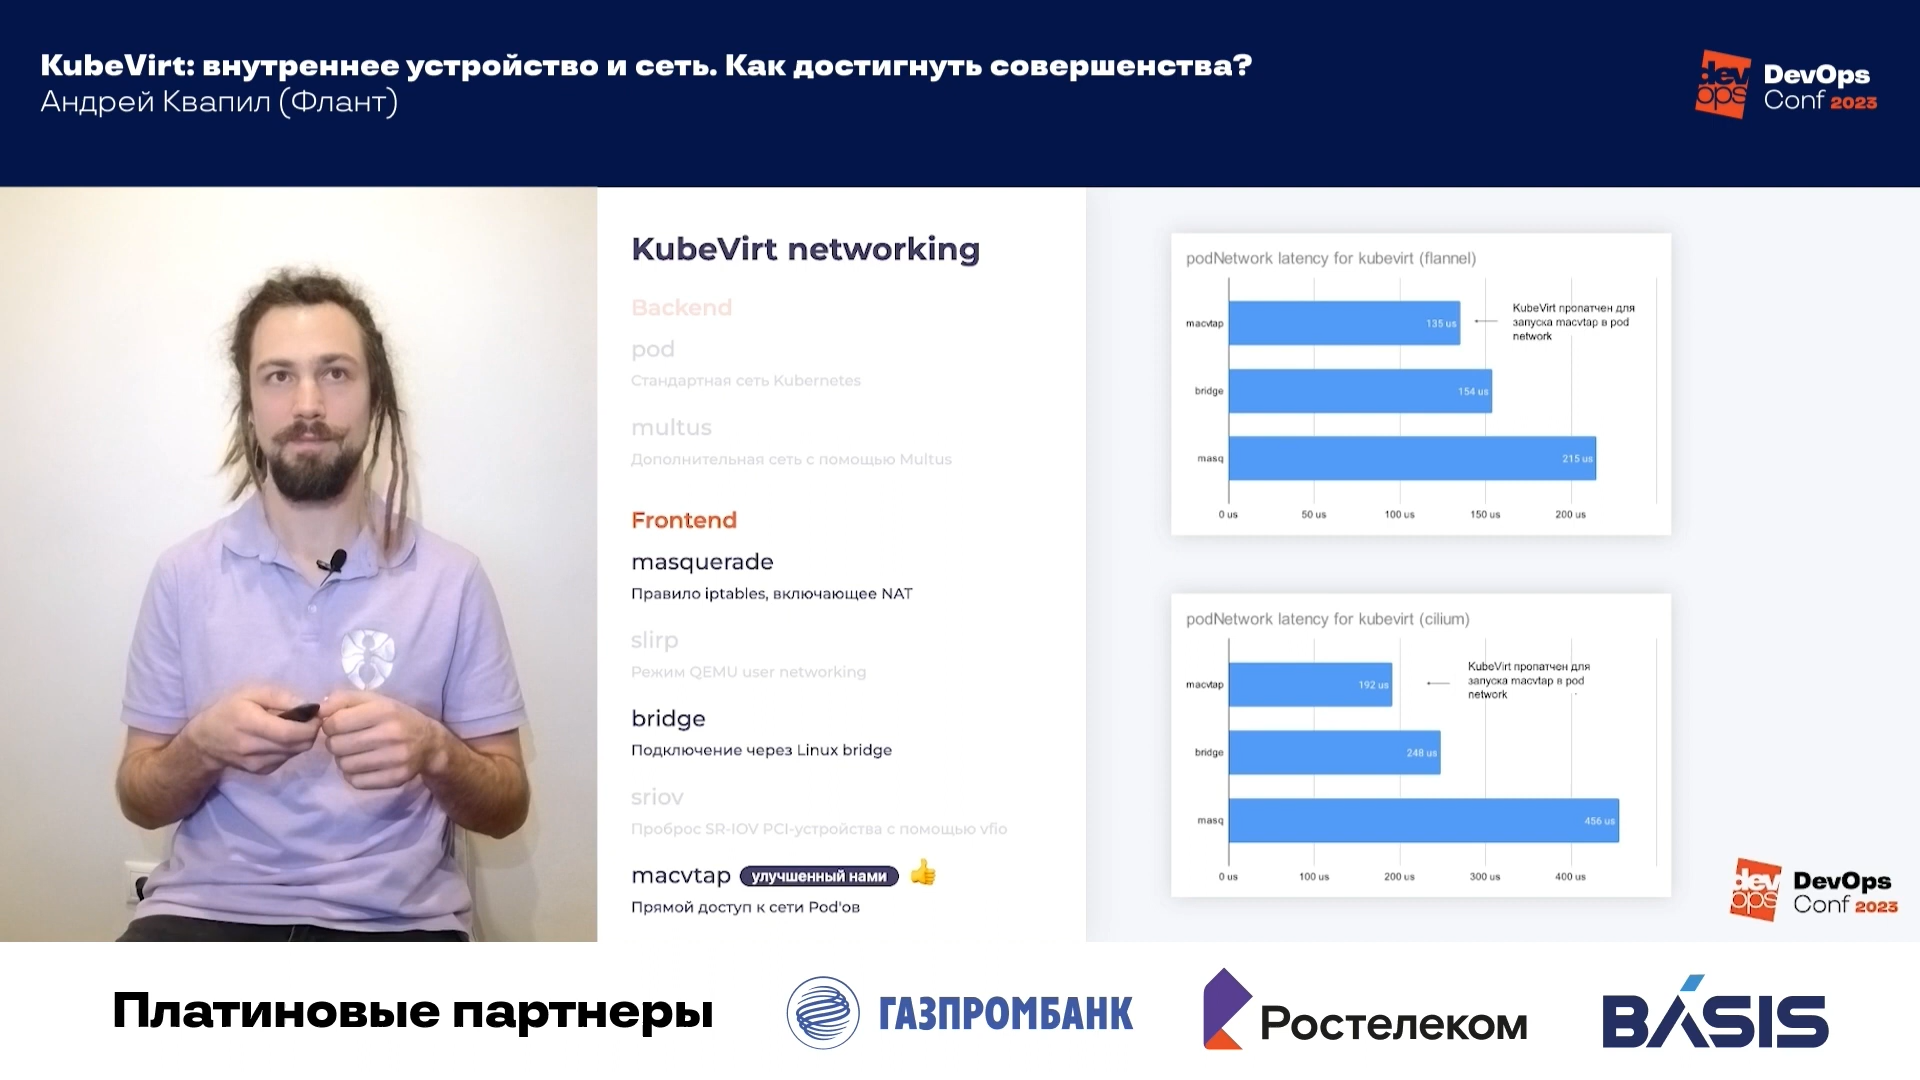 KubeVirt: внутреннее устройство и сеть. Как достигнуть совершенства?
Андрей Квапил (Флант)
dev
ops
DevOps
Conf 2023
KubeVirt networking
Backend
pod
Стандартная сеть Kubernetes
multus
Дополнительная сеть с помощью Multus
Frontend
masquerade
Правило iptables, включающее NAT
slirp
Режим QEMU user networking
bridge
Подключение через Linux bridge
sriov
Проброс SR-IOV PCI-устройства с помощью vfio
macvtap улучшенный нами
Прямой доступ к сети Pod'ов
podNetwork latency for kubevirt (flannel)
macvtap
135 us
KubeVirt пропатчен для
запуска macvtap в pod
network
bridge
154 us
masq
215 us
0 us 50 us 100 us 150 us 200 us
podNetwork latency for kubevirt (cilium)
macvtap
192 us
KubeVirt пропатчен для
запуска macvtap в pod
network
bridge
248 us
masq
456 us
0 us 100 us 200 us 300 us 400 us
dev
ops
DevOps
Conf 2023
Платиновые партнеры
ГАЗПРОМБАНК
Ростелеком
BASIS